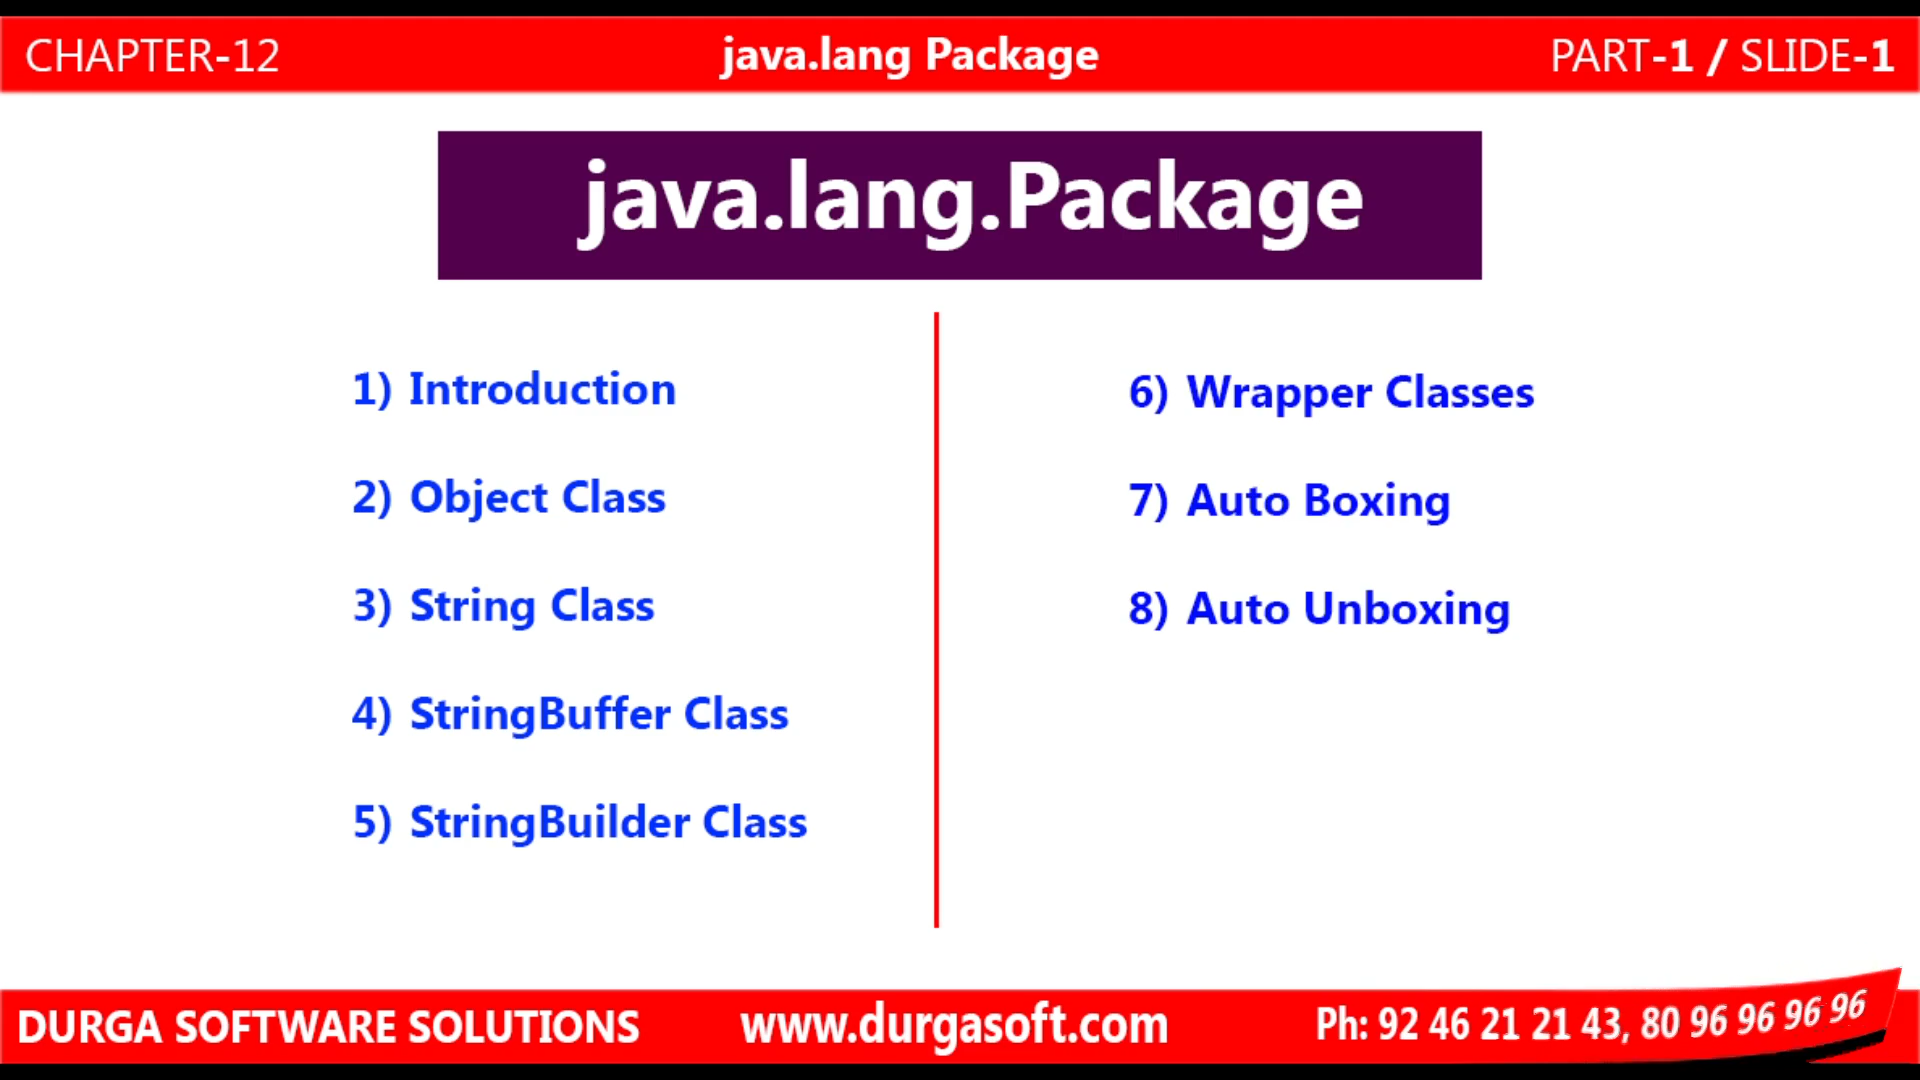 CHAPTER-12
java.lang Package
PART-1 / SLIDE-1
java.lang.Package
1) Introduction
2) Object Class
3) String Class
4) StringBuffer Class
5) StringBuilder Class
6) Wrapper Classes
7) Auto Boxing
8) Auto Unboxing
DURGA SOFTWARE SOLUTIONS
www.durgasoft.com
Ph: 92 46 21 21 43, 80 96 96 96 96